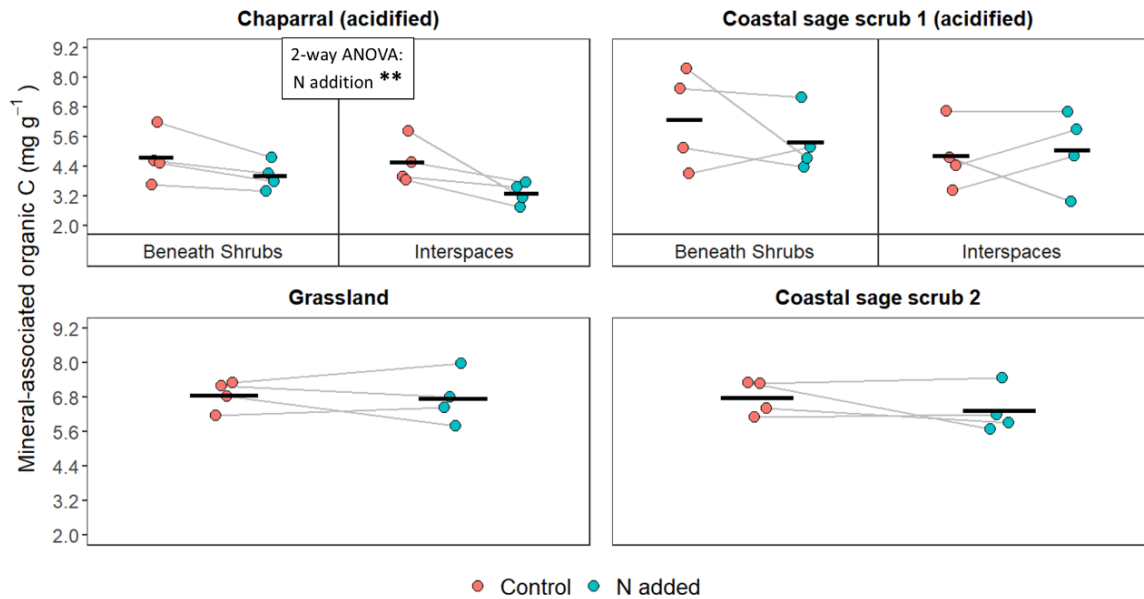 Chaparral (acidified)
Coastal sage scrub 1 (acidified)
2-way ANOVA:
N addition **
9.2
8.0
6.8
5.6
4.4
3.2
2.0
Beneath Shrubs
Interspaces
Beneath Shrubs
Interspaces
Mineral-associated organic C (mg g⁻¹)
Grassland
Coastal sage scrub 2
9.2
8.0
6.8
5.6
4.4
3.2
2.0
Control
N added